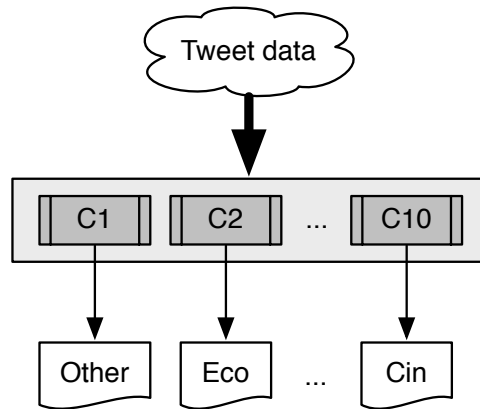 Tweet data
C1 C2 ... C10
Other Eco ... Cin